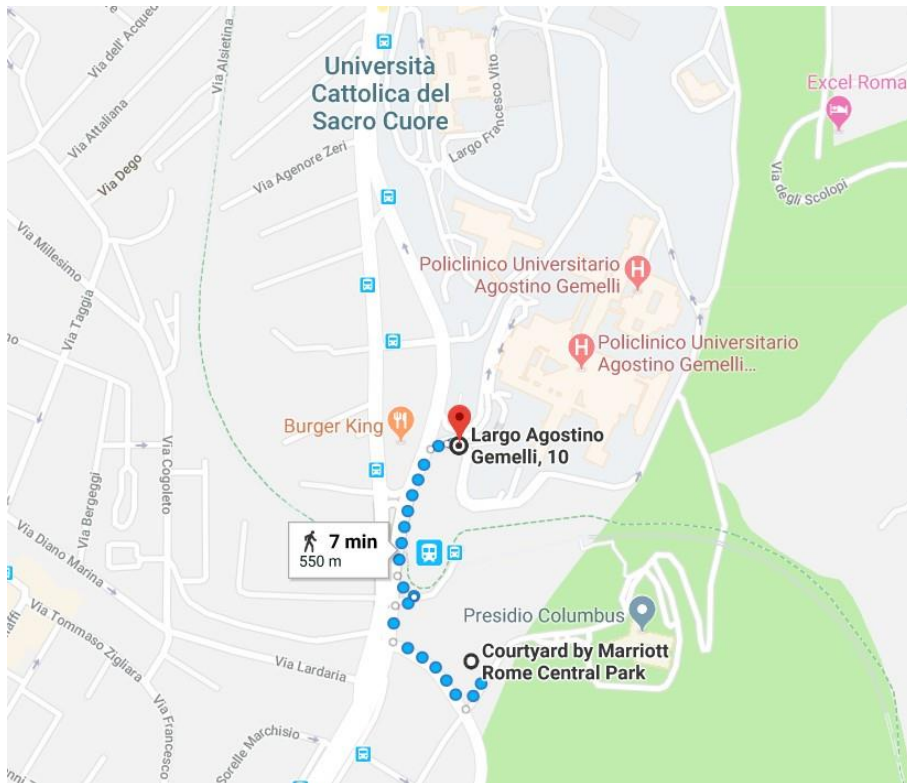 Via dell' Acqued
Via Alsietina
Università
Cattolica del
Sacro Cuore
Largo Francesco Vito
Excel Roma
Via Attaliana
Via Dego
Via Agenore Zeri
Via degli Scolopi
Via Millesimo
Via Taggia
Policlinico Universitario
Agostino Gemelli
H
Policlinico Universitario
Agostino Gemelli...
H
Burger King
Largo Agostino
Gemelli, 10
Via Cogoleto
Via Bergeggi
7 min
550 m
Via Diano Marina
Presidio Columbus
Via Tommaso Zigliara
Courtyard by Marriott
Rome Central Park
Via Lardaria
Via Francesco
Sorelle Marchisio